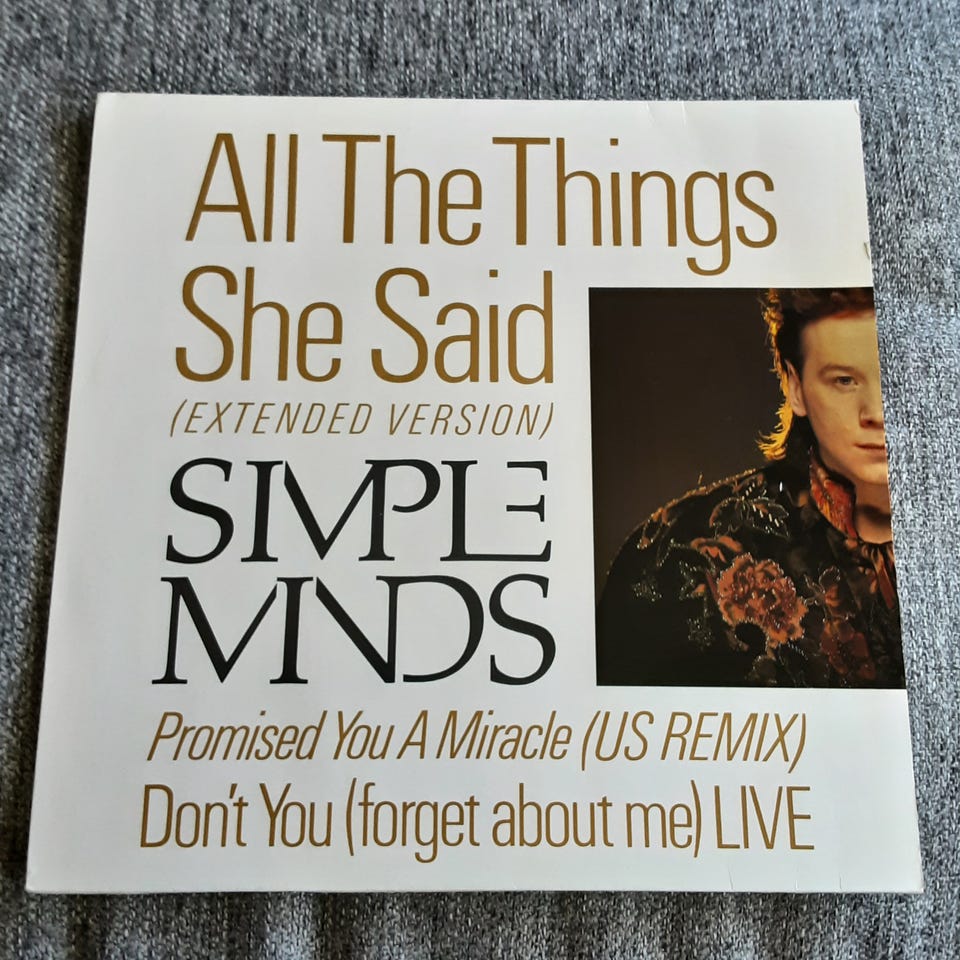 All The Things
She Said
(EXTENDED VERSION)
SIMPLE
MINDS
Promised You A Miracle (US REMIX)
Don't You (forget about me) LIVE